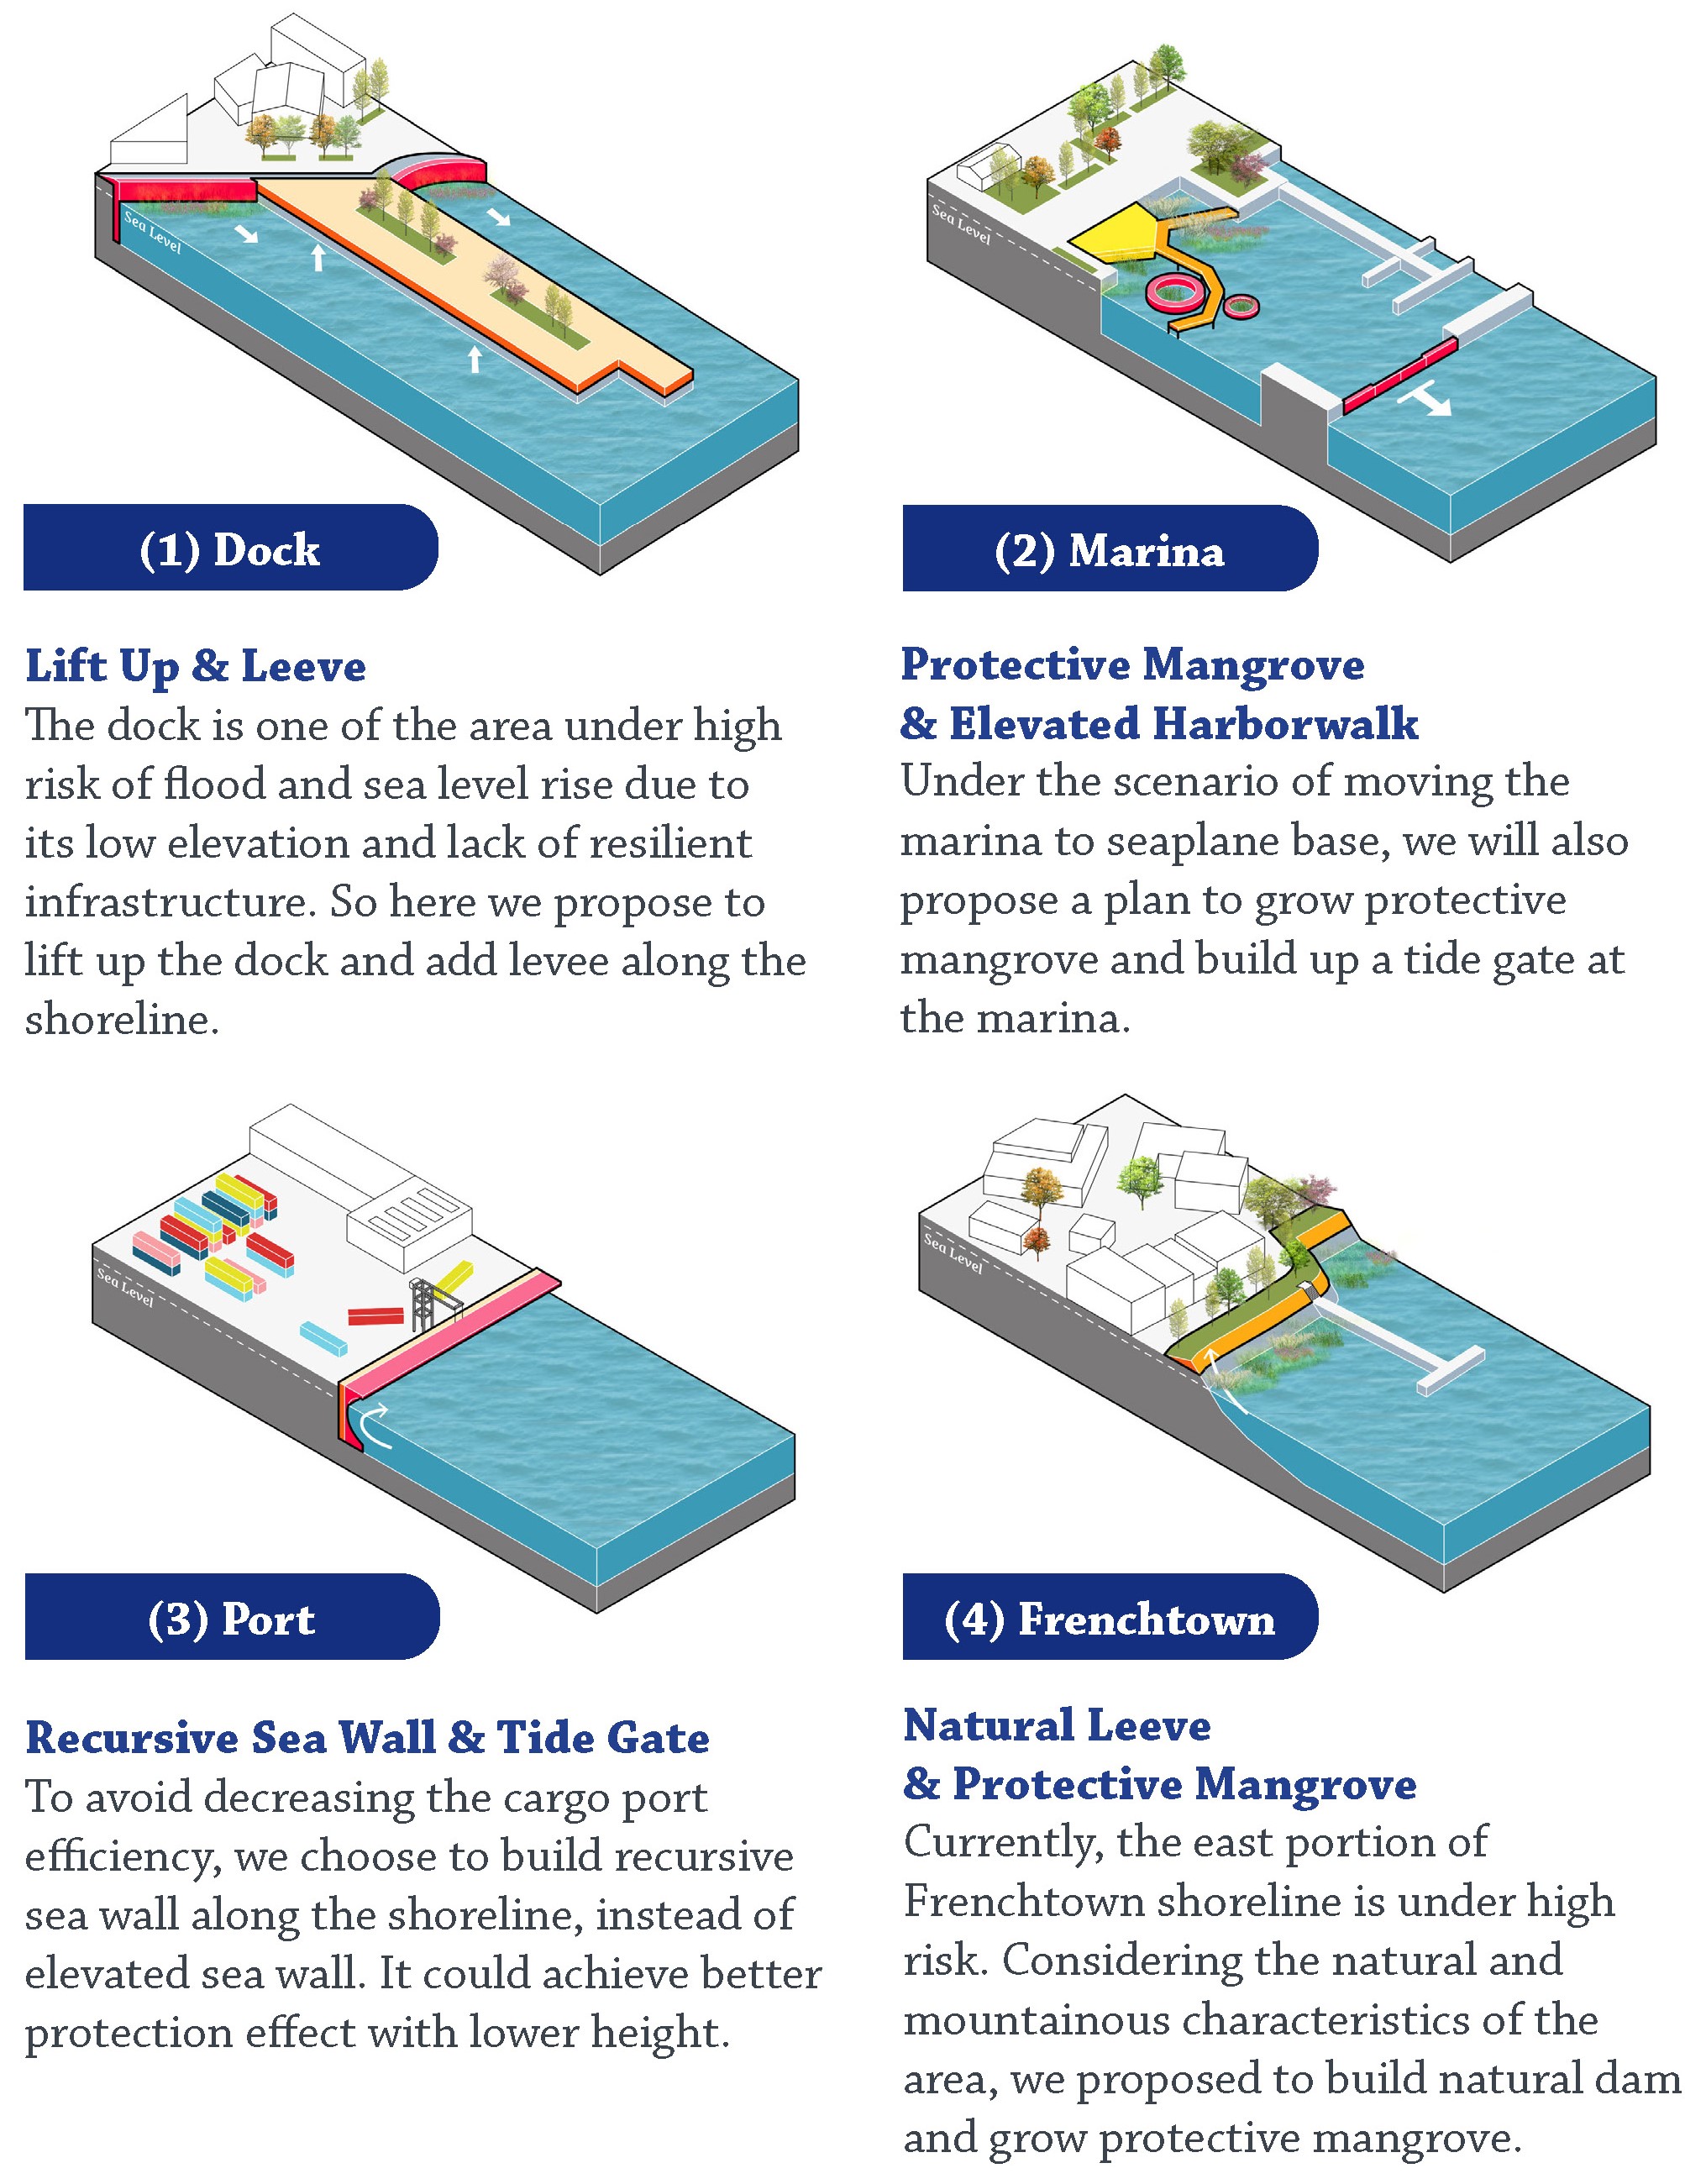 Sea Level
(1) Dock
Lift Up & Leeve
The dock is one of the area under high
risk of flood and sea level rise due to
its low elevation and lack of resilient
infrastructure. So here we propose to
lift up the dock and add levee along the
shoreline.
Sea Level
(2) Marina
Protective Mangrove
& Elevated Harborwalk
Under the scenario of moving the
marina to seaplane base, we will also
propose a plan to grow protective
mangrove and build up a tide gate at
the marina.
Sea Level
(3) Port
Recursive Sea Wall & Tide Gate
To avoid decreasing the cargo port
efficiency, we choose to build recursive
sea wall along the shoreline, instead of
elevated sea wall. It could achieve better
protection effect with lower height.
Sea Level
(4) Frenchtown
Natural Leeve
& Protective Mangrove
Currently, the east portion of
Frenchtown shoreline is under high
risk. Considering the natural and
mountainous characteristics of the
area, we proposed to build natural dam
and grow protective mangrove.